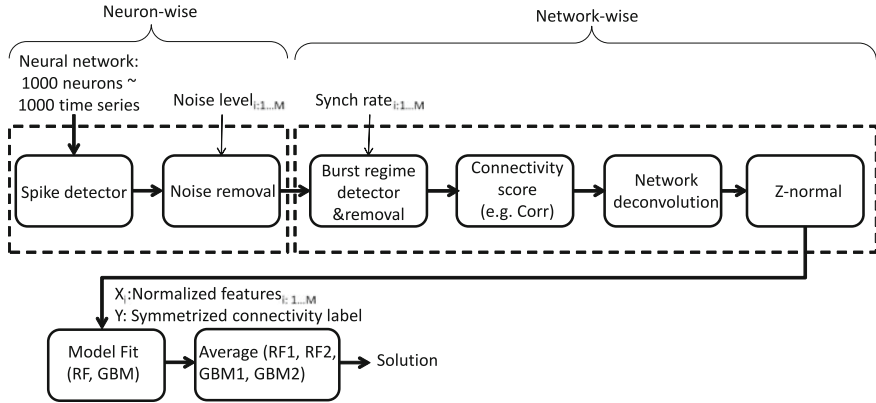 Neuron-wise
Network-wise
Neural network:
1000 neurons ~
1000 time series
Noise level i:1...M
Synch rate i:1...M
Spike detector
Noise removal
Burst regime
detector
&removal
Connectivity
score
(e.g. Corr)
Network
deconvolution
Z-normal
Xi:Normalized features i: 1...M
Y: Symmetrized connectivity label
Model Fit
(RF, GBM)
Average (RF1, RF2,
GBM1, GBM2)
Solution